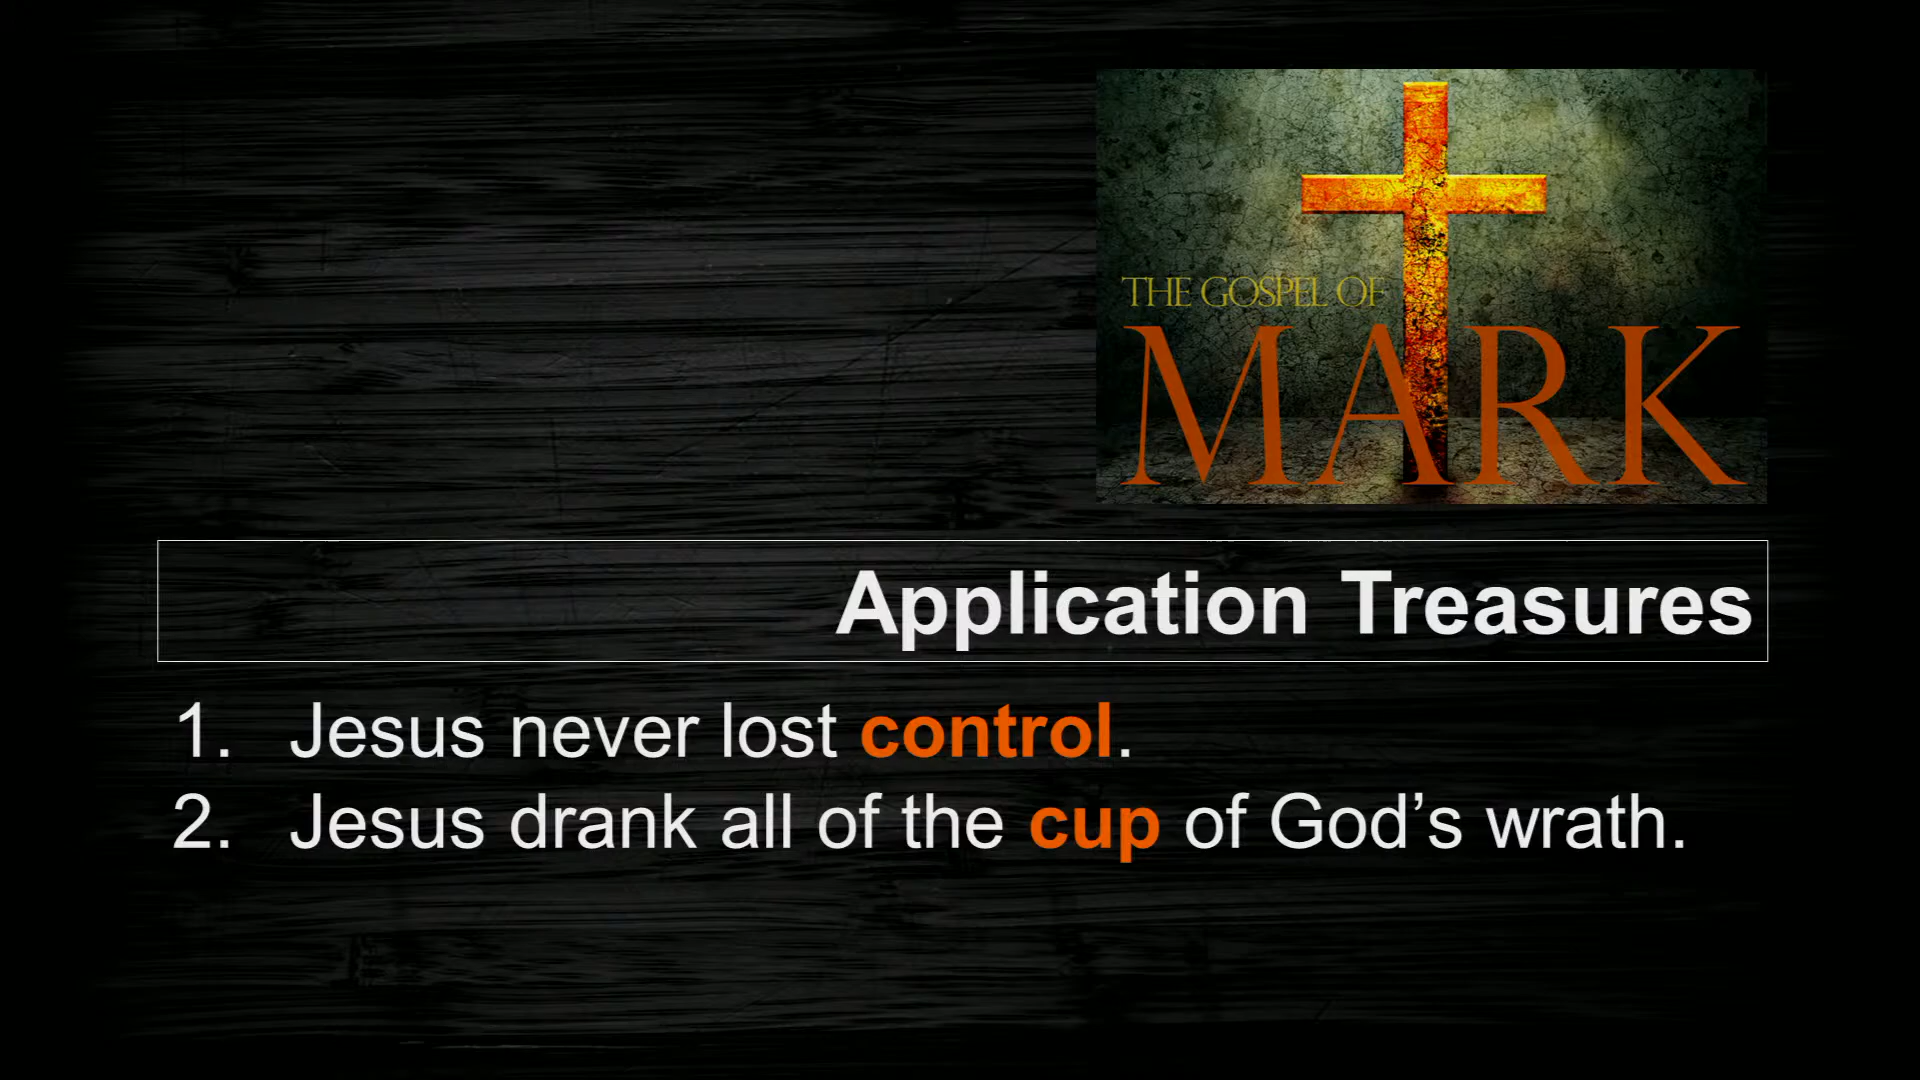 THE GOSPEL OF
MARK
Application Treasures
1. Jesus never lost control.
2. Jesus drank all of the cup of God’s wrath.